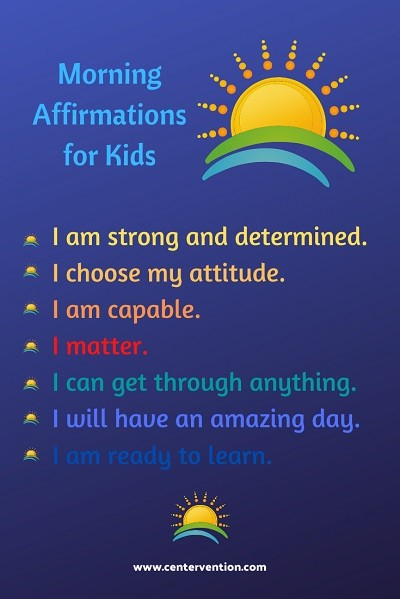 Morning
Affirmations
for Kids
I am strong and determined.
I choose my attitude.
I am capable.
I matter.
I can get through anything.
I will have an amazing day.
I am ready to learn.
www.centervention.com